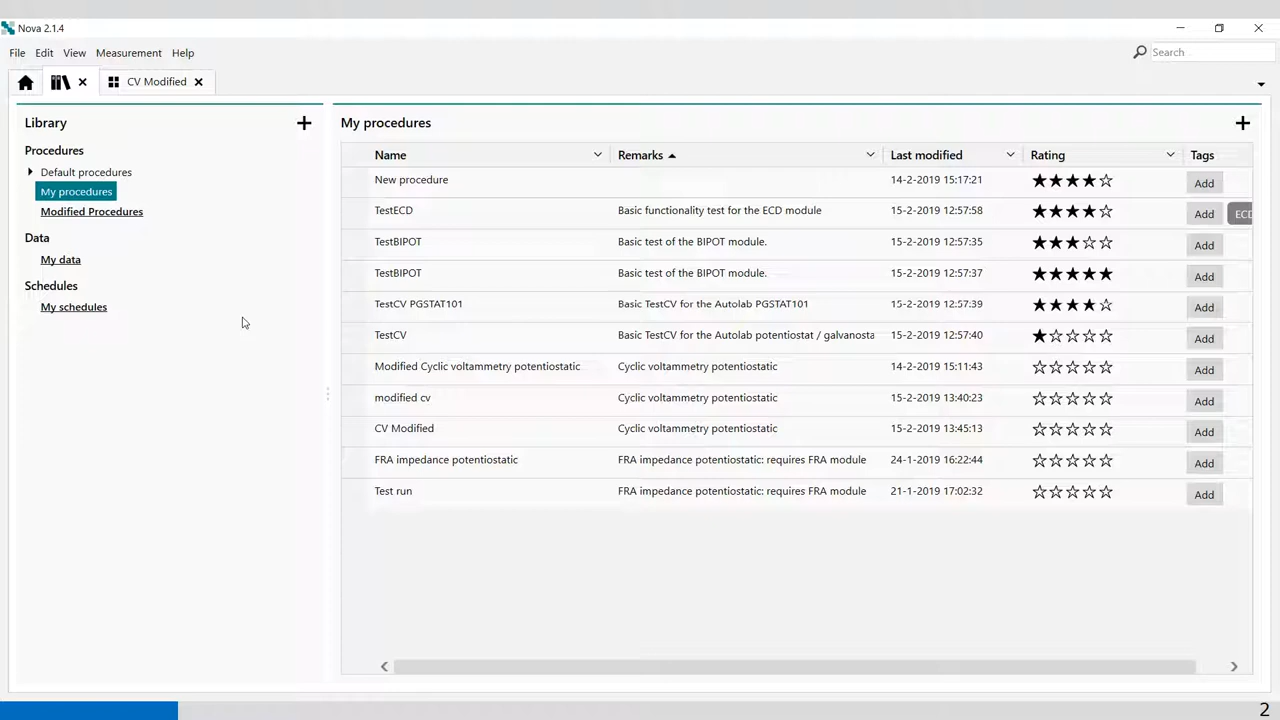 Nova 2.1.4
File Edit View Measurement Help
Search
CV Modified
Library
My procedures
Procedures
Default procedures
My procedures
Modified Procedures
Data
My data
Schedules
My schedules
Name Remarks Last modified Rating Tags
New procedure 14-2-2019 15:17:21 Add
TestECD Basic functionality test for the ECD module 15-2-2019 12:57:58 Add ECD
TestBIPOT Basic test of the BIPOT module. 15-2-2019 12:57:35 Add
TestBIPOT Basic test of the BIPOT module. 15-2-2019 12:57:37 Add
TestCV PGSTAT101 Basic TestCV for the Autolab PGSTAT101 15-2-2019 12:57:39 Add
TestCV Basic TestCV for the Autolab potentiostat / galvanosta 15-2-2019 12:57:40 Add
Modified Cyclic voltammetry potentiostatic Cyclic voltammetry potentiostatic 14-2-2019 15:11:43 Add
modified cv Cyclic voltammetry potentiostatic 15-2-2019 13:40:23 Add
CV Modified Cyclic voltammetry potentiostatic 15-2-2019 13:45:13 Add
FRA impedance potentiostatic FRA impedance potentiostatic: requires FRA module 24-1-2019 16:22:44 Add
Test run FRA impedance potentiostatic: requires FRA module 21-1-2019 17:02:32 Add
2